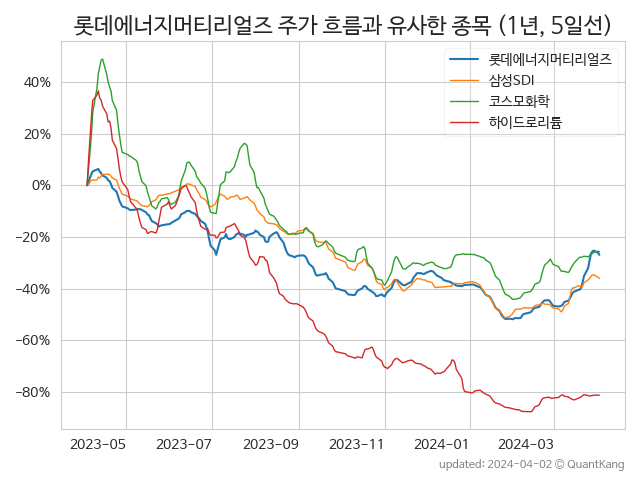 롯데에너지머티리얼즈 주가 흐름과 유사한 종목 (1년, 5일선)
롯데에너지머티리얼즈
삼성SDI
코스모화학
하이드로리튬
40%
20%
0%
−20%
−40%
−60%
−80%
2023-05 2023-07 2023-09 2023-11 2024-01 2024-03
updated: 2024-04-02 © QuantKang